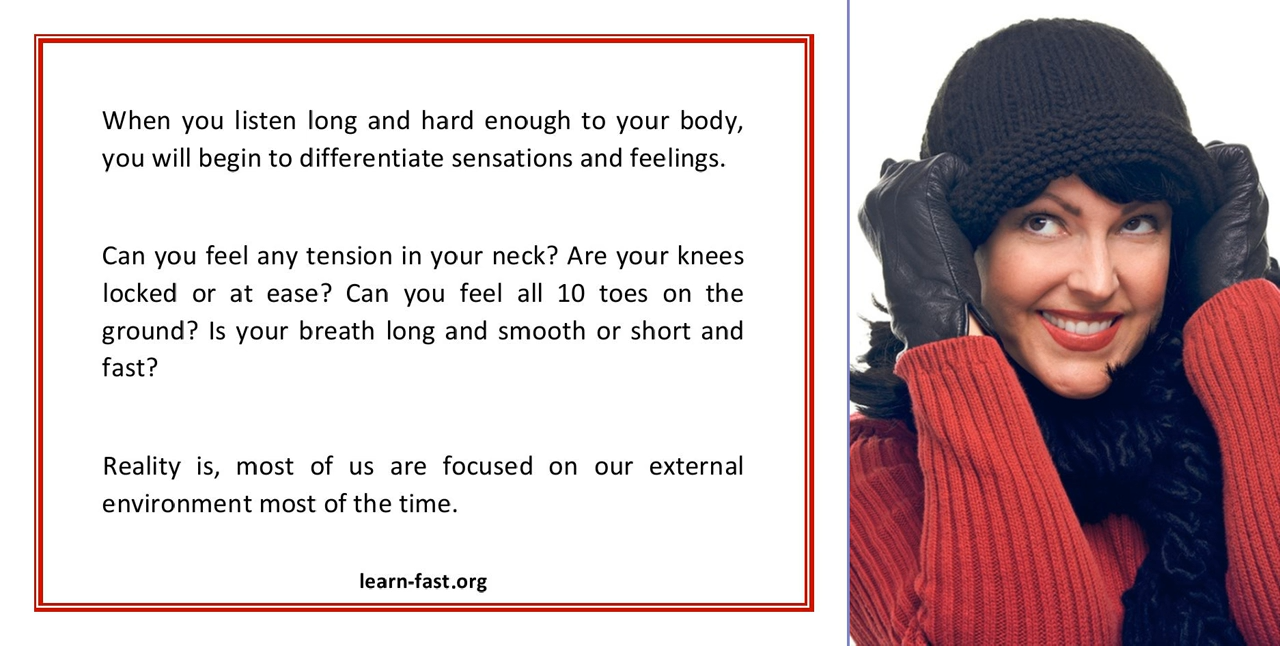 When you listen long and hard enough to your body,
you will begin to differentiate sensations and feelings.
Can you feel any tension in your neck? Are your knees
locked or at ease? Can you feel all 10 toes on the
ground? Is your breath long and smooth or short and
fast?
Reality is, most of us are focused on our external
environment most of the time.
learn-fast.org